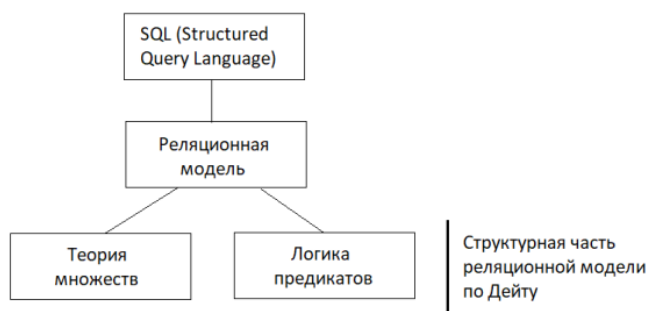 SQL (Structured
Query Language)
Реляционная
модель
Теория
множеств
Логика
предикатов
Структурная часть
реляционной модели
по Дейту